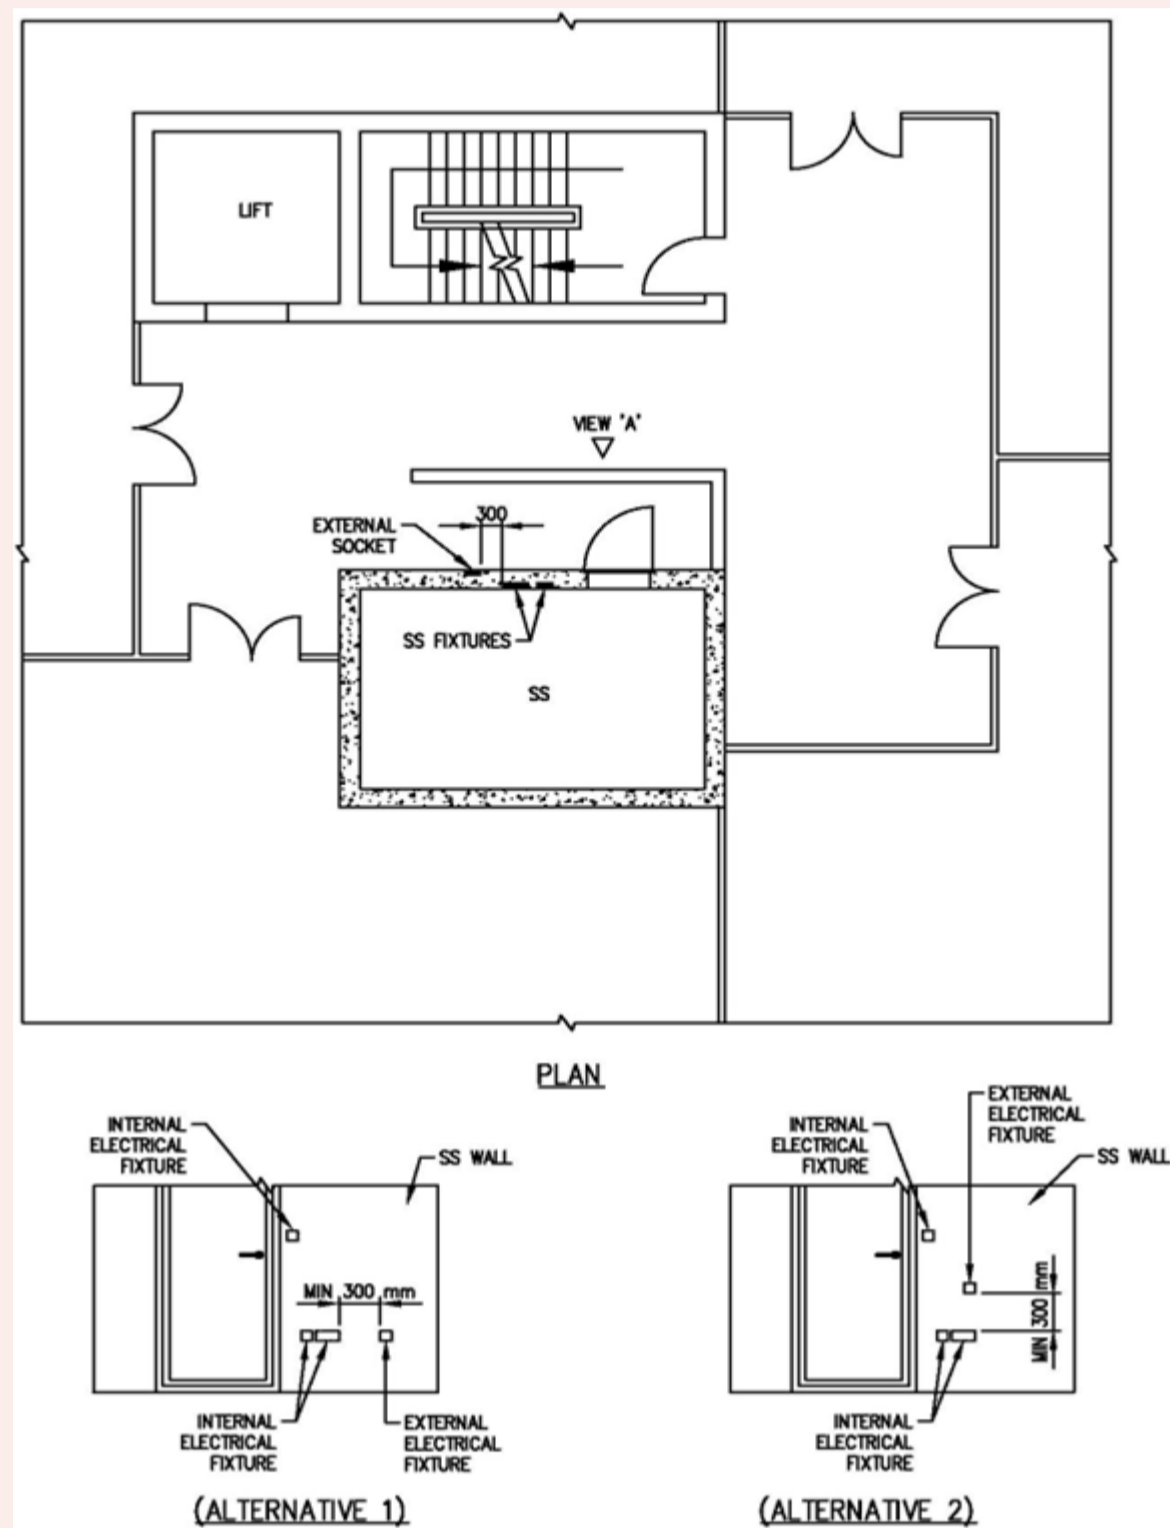 LIFT
VIEW 'A'
300
EXTERNAL
SOCKET
SS FIXTURES
SS
PLAN
INTERNAL
ELECTRICAL
FIXTURE
SS WALL
MIN 300 mm
INTERNAL
ELECTRICAL
FIXTURE
EXTERNAL
ELECTRICAL
FIXTURE
(ALTERNATIVE 1)
EXTERNAL
ELECTRICAL
FIXTURE
INTERNAL
ELECTRICAL
FIXTURE
SS WALL
MIN 300 mm
INTERNAL
ELECTRICAL
FIXTURE
(ALTERNATIVE 2)